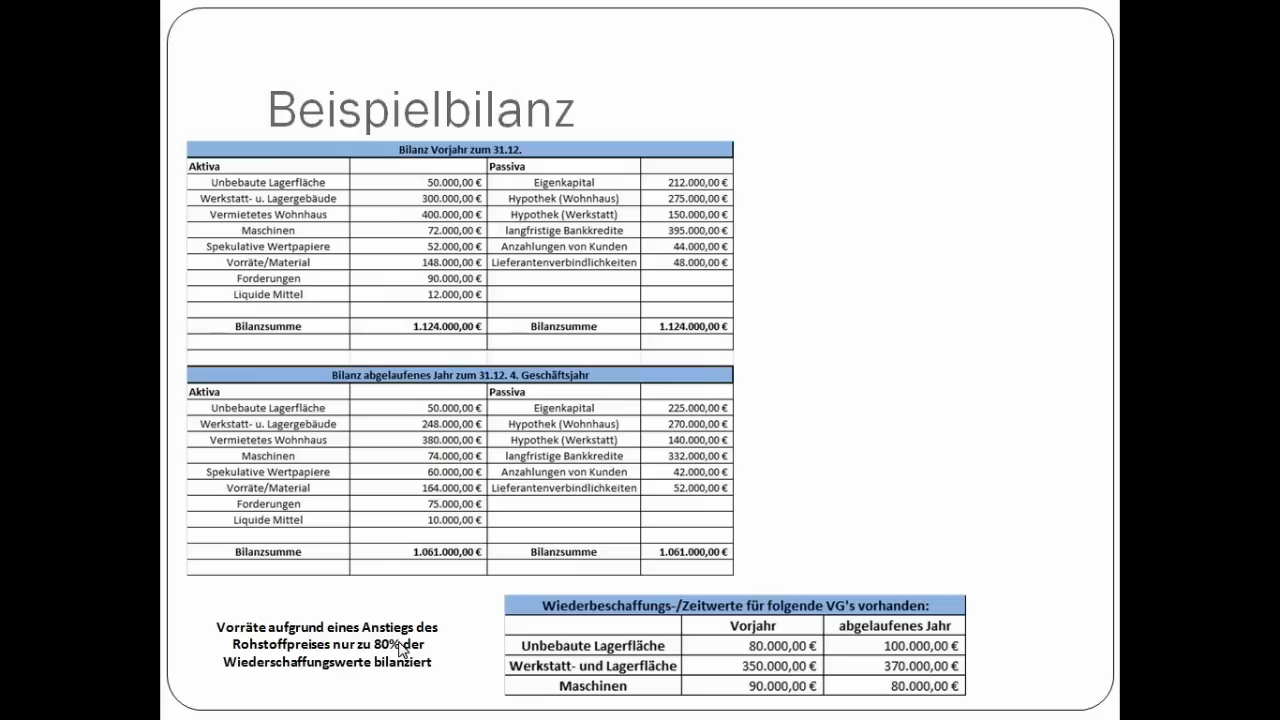 Beispielbilanz
Bilanz Vorjahr zum 31.12.
Aktiva Passiva
Unbebaute Lagerfläche 50.000,00 € Eigenkapital 212.000,00 €
Werkstatt- u. Lagergebäude 300.000,00 € Hypothek (Wohnhaus) 275.000,00 €
Vermietetes Wohnhaus 400.000,00 € Hypothek (Werkstatt) 150.000,00 €
Maschinen 72.000,00 € langfristige Bankkredite 395.000,00 €
Spekulative Wertpapiere 52.000,00 € Anzahlungen von Kunden 44.000,00 €
Vorräte/Material 148.000,00 € Lieferantenverbindlichkeiten 48.000,00 €
Forderungen 90.000,00 €
Liquide Mittel 12.000,00 €
Bilanzsumme 1.124.000,00 € Bilanzsumme 1.124.000,00 €
Bilanz abgelaufenes Jahr zum 31.12. 4. Geschäftsjahr
Aktiva Passiva
Unbebaute Lagerfläche 50.000,00 € Eigenkapital 225.000,00 €
Werkstatt- u. Lagergebäude 248.000,00 € Hypothek (Wohnhaus) 270.000,00 €
Vermietetes Wohnhaus 380.000,00 € Hypothek (Werkstatt) 140.000,00 €
Maschinen 74.000,00 € langfristige Bankkredite 332.000,00 €
Spekulative Wertpapiere 60.000,00 € Anzahlungen von Kunden 42.000,00 €
Vorräte/Material 164.000,00 € Lieferantenverbindlichkeiten 52.000,00 €
Forderungen 75.000,00 €
Liquide Mittel 10.000,00 €
Bilanzsumme 1.061.000,00 € Bilanzsumme 1.061.000,00 €
Vorräte aufgrund eines Anstiegs des
Rohstoffpreises nur zu 80% der
Wiederschaffungswerte bilanziert
Wiederbeschaffungs-/Zeitwerte für folgende VG's vorhanden:
Vorjahr abgelaufenes Jahr
Unbebaute Lagerfläche 80.000,00 € 100.000,00 €
Werkstatt- und Lagerfläche 350.000,00 € 370.000,00 €
Maschinen 90.000,00 € 80.000,00 €